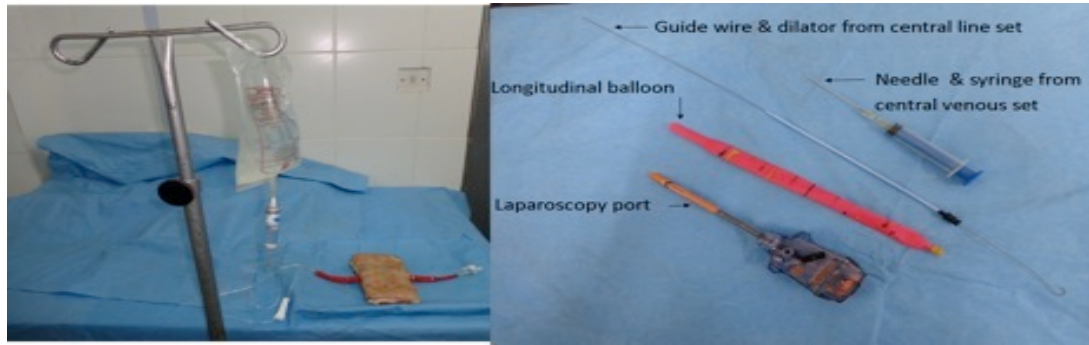 Guide wire & dilator from central line set
Needle & syringe from
central venous set
Longitudinal balloon
Laparoscopy port